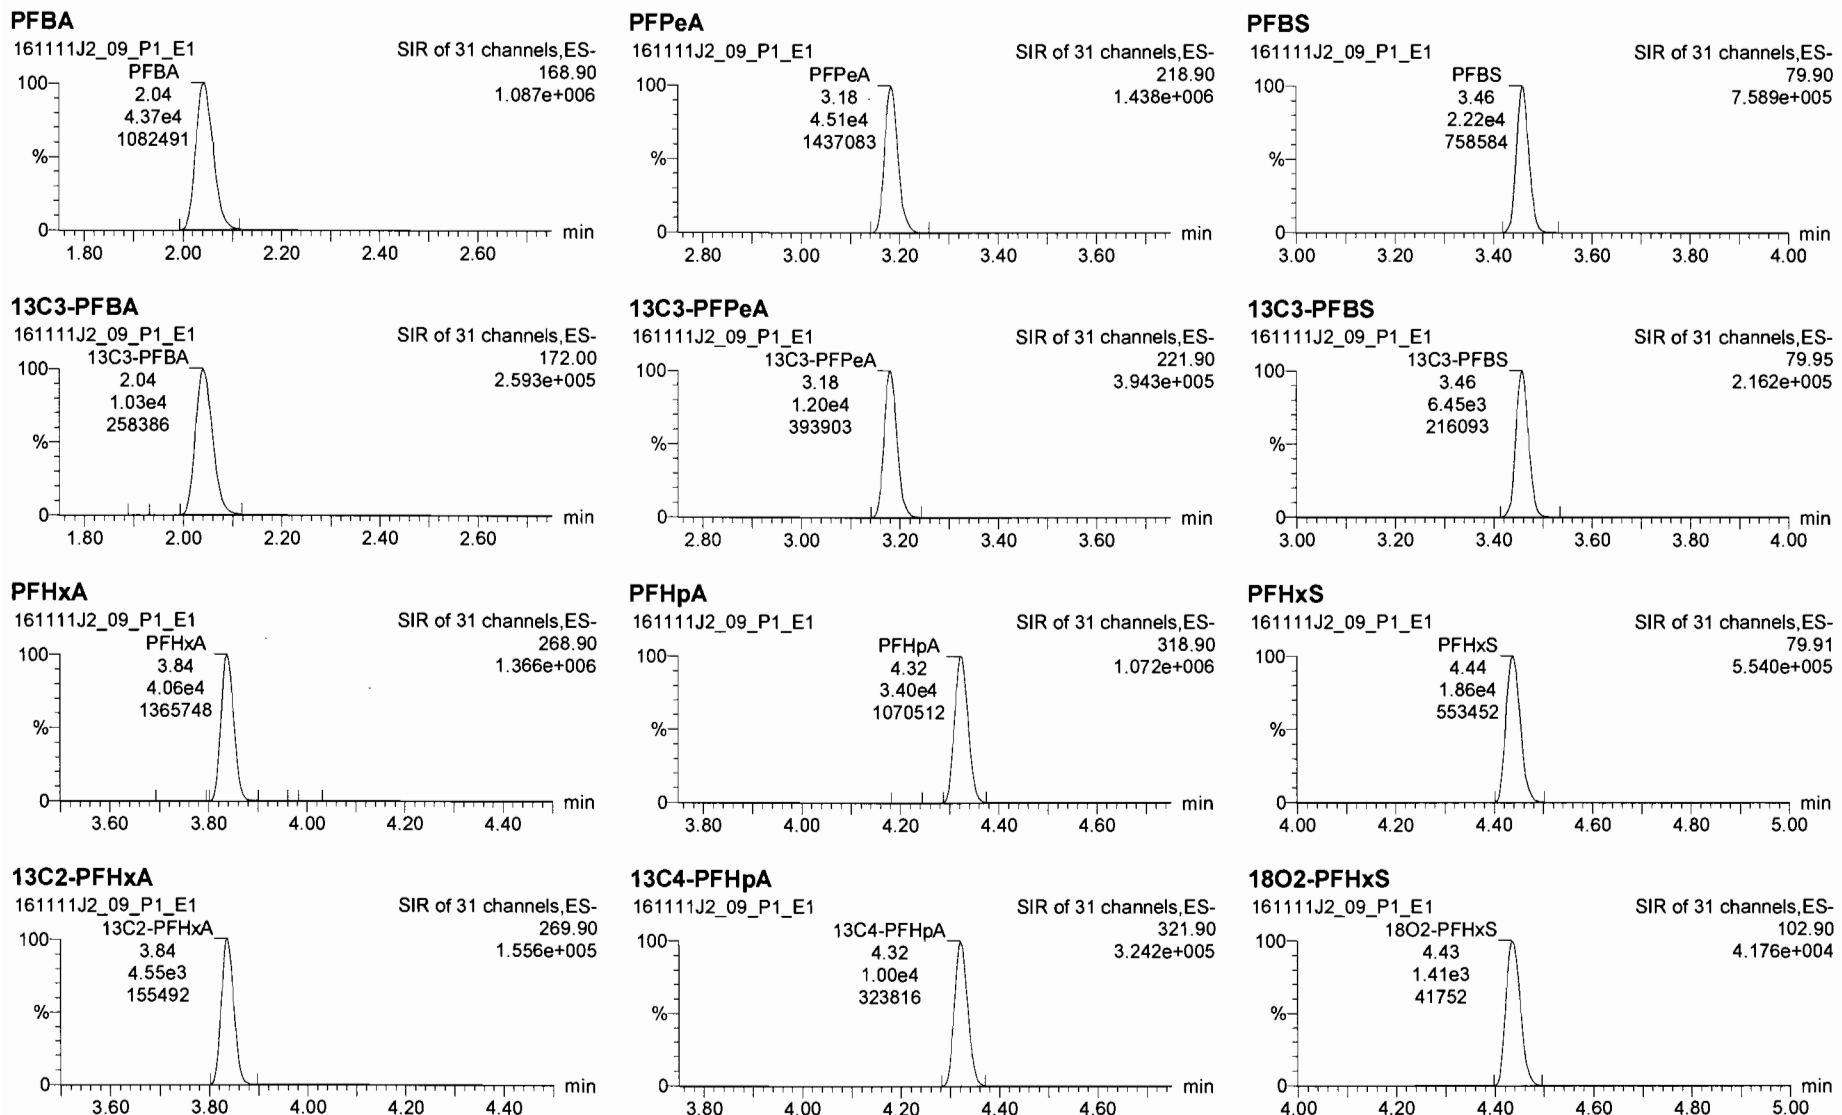 PFBA
161111J2_09_P1_E1
SIR of 31 channels,ES-
168.90
1.087e+006
PFBA
2.04
4.37e4
1082491
100
%
0
min
1.80 2.00 2.20 2.40 2.60
PFPeA
161111J2_09_P1_E1
SIR of 31 channels,ES-
218.90
1.438e+006
PFPeA
3.18
4.51e4
1437083
100
%
0
min
2.80 3.00 3.20 3.40 3.60
PFBS
161111J2_09_P1_E1
SIR of 31 channels,ES-
79.90
7.589e+005
PFBS
3.46
2.22e4
758584
100
%
0
min
3.00 3.20 3.40 3.60 3.80 4.00
13C3-PFBA
161111J2_09_P1_E1
SIR of 31 channels,ES-
172.00
2.593e+005
13C3-PFBA
2.04
1.03e4
258386
100
%
0
min
1.80 2.00 2.20 2.40 2.60
13C3-PFPeA
161111J2_09_P1_E1
SIR of 31 channels,ES-
221.90
3.943e+005
13C3-PFPeA
3.18
1.20e4
393903
100
%
0
min
2.80 3.00 3.20 3.40 3.60
13C3-PFBS
161111J2_09_P1_E1
SIR of 31 channels,ES-
79.95
2.162e+005
13C3-PFBS
3.46
6.45e3
216093
100
%
0
min
3.00 3.20 3.40 3.60 3.80 4.00
PFHxA
161111J2_09_P1_E1
SIR of 31 channels,ES-
268.90
1.366e+006
PFHxA
3.84
4.06e4
1365748
100
%
0
min
3.60 3.80 4.00 4.20 4.40
PFHpA
161111J2_09_P1_E1
SIR of 31 channels,ES-
318.90
1.072e+006
PFHpA
4.32
3.40e4
1070512
100
%
0
min
3.80 4.00 4.20 4.40 4.60
PFHxS
161111J2_09_P1_E1
SIR of 31 channels,ES-
79.91
5.540e+005
PFHxS
4.44
1.86e4
553452
100
%
0
min
4.00 4.20 4.40 4.60 4.80 5.00
13C2-PFHxA
161111J2_09_P1_E1
SIR of 31 channels,ES-
269.90
1.556e+005
13C2-PFHxA
3.84
4.55e3
155492
100
%
0
min
3.60 3.80 4.00 4.20 4.40
13C4-PFHpA
161111J2_09_P1_E1
SIR of 31 channels,ES-
321.90
3.242e+005
13C4-PFHpA
4.32
1.00e4
323816
100
%
0
min
3.80 4.00 4.20 4.40 4.60
18O2-PFHxS
161111J2_09_P1_E1
SIR of 31 channels,ES-
102.90
4.176e+004
18O2-PFHxS
4.43
1.41e3
41752
100
%
0
min
4.00 4.20 4.40 4.60 4.80 5.00